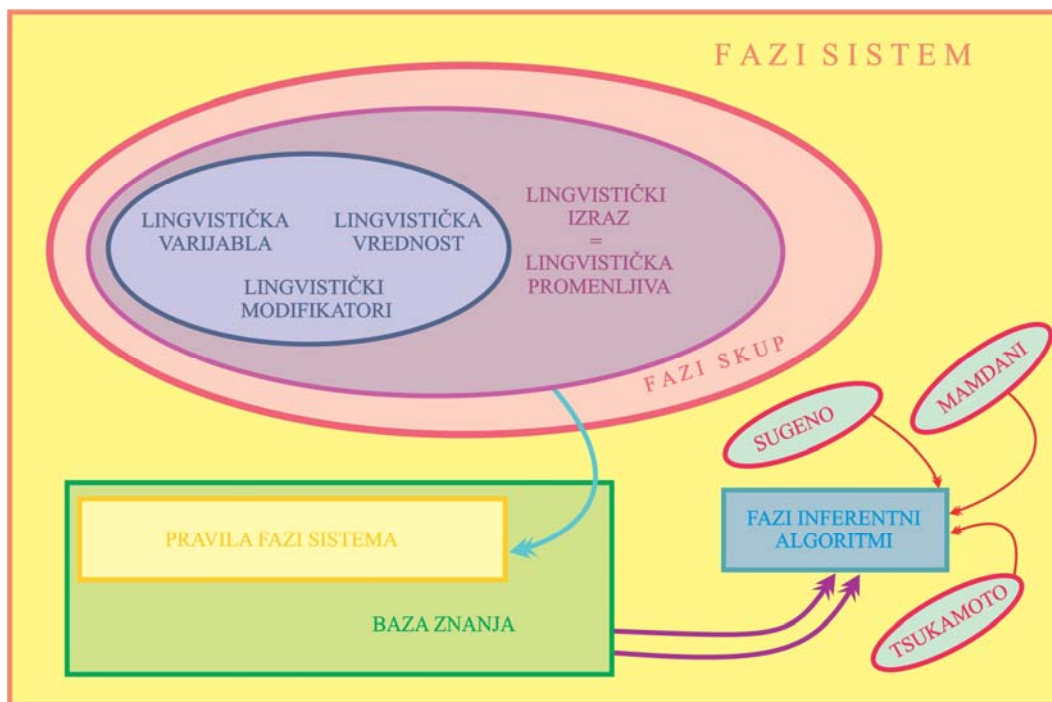 FAZI SISTEM
LINGVISTIČKA
VARIJABLA
LINGVISTIČKA
VREDNOST
LINGVISTIČKI
MODIFIKATORI
LINGVISTIČKI
IZRAZ
=
LINGVISTIČKA
PROMENLJIVA
FAZI SKUP
MAMDANI
SUGENO
FAZI INFERENTNI
ALGORITMI
TSUKAMOTO
PRAVILA FAZI SISTEMA
BAZA ZNANJA